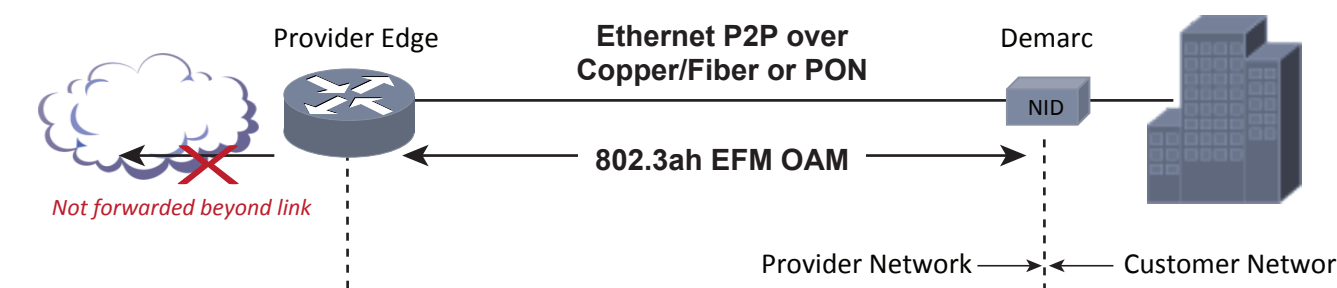 Provider Edge
Ethernet P2P over
Copper/Fiber or PON
Demarc
NID
802.3ah EFM OAM
Not forwarded beyond link
Provider Network
Customer Networ